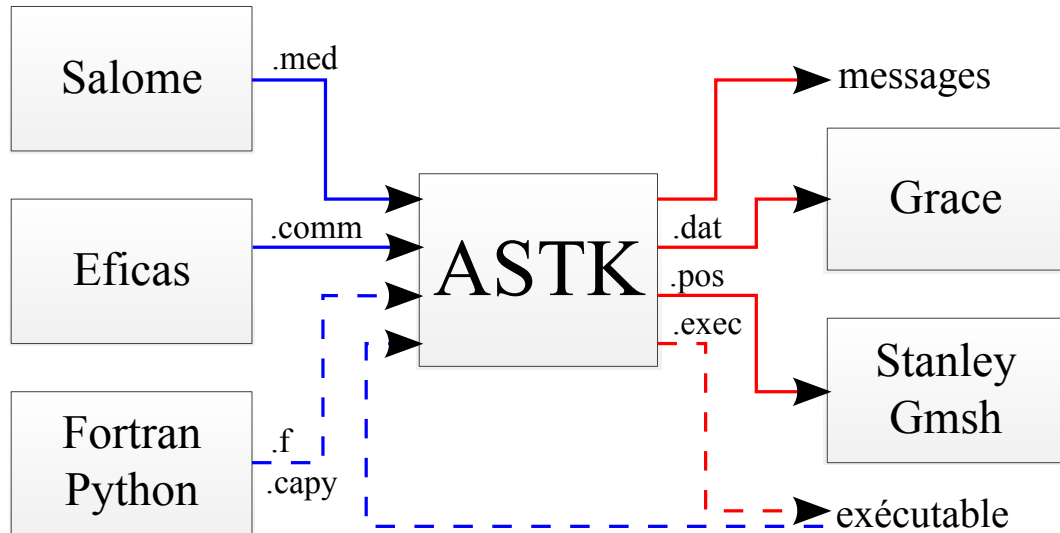 Salome
.med
messages
Grace
Eficas
.comm
ASTK
.dat
.pos
.exec
Stanley
Gmsh
Fortran
Python
.f
.capy
exécutable